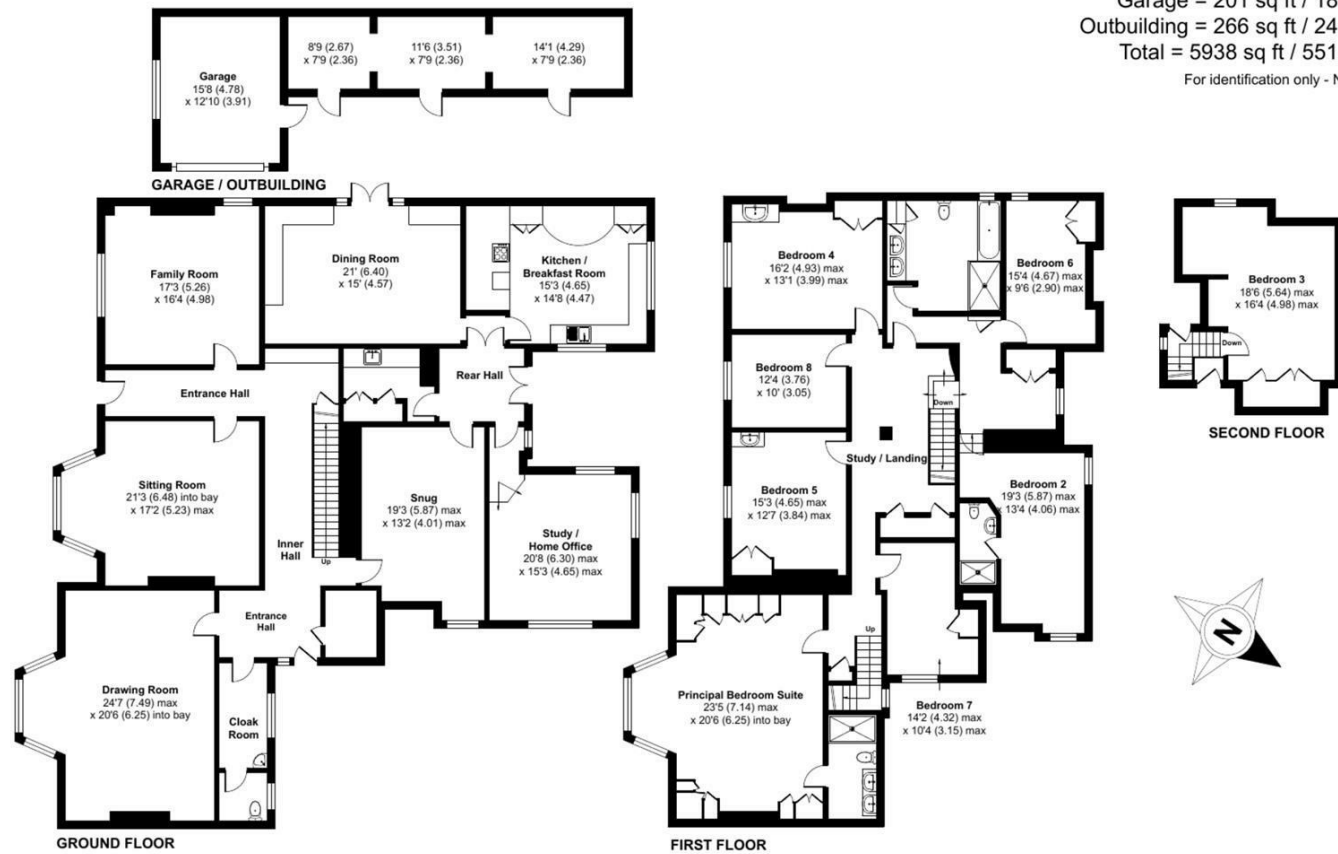 Garage = 201 sq ft / 18
Outbuilding = 266 sq ft / 24
Total = 5938 sq ft / 551
For identification only - N
Garage
15'8 (4.78)
x 12'10 (3.91)
8'9 (2.67)
x 7'9 (2.36)
11'6 (3.51)
x 7'9 (2.36)
14'1 (4.29)
x 7'9 (2.36)
GARAGE / OUTBUILDING
Family Room
17'3 (5.26)
x 16'4 (4.98)
Dining Room
21' (6.40)
x 15' (4.57)
Kitchen /
Breakfast Room
15'3 (4.65)
x 14'8 (4.47)
Entrance Hall
Rear Hall
Sitting Room
21'3 (6.48) into bay
x 17'2 (5.23) max
Inner
Hall
Up
Snug
19'3 (5.87) max
x 13'2 (4.01) max
Study /
Home Office
20'8 (6.30) max
x 15'3 (4.65) max
Entrance
Hall
Drawing Room
24'7 (7.49) max
x 20'6 (6.25) into bay
Cloak
Room
GROUND FLOOR
Bedroom 4
16'2 (4.93) max
x 13'1 (3.99) max
Bedroom 6
15'4 (4.67) max
x 9'6 (2.90) max
Bedroom 8
12'4 (3.76)
x 10' (3.05)
Down
Study / Landing
Bedroom 5
15'3 (4.65) max
x 12'7 (3.84) max
Bedroom 2
19'3 (5.87) max
x 13'4 (4.06) max
Up
Principal Bedroom Suite
23'5 (7.14) max
x 20'6 (6.25) into bay
Bedroom 7
14'2 (4.32) max
x 10'4 (3.15) max
FIRST FLOOR
Bedroom 3
18'6 (5.64) max
x 16'4 (4.98) max
Down
SECOND FLOOR
N